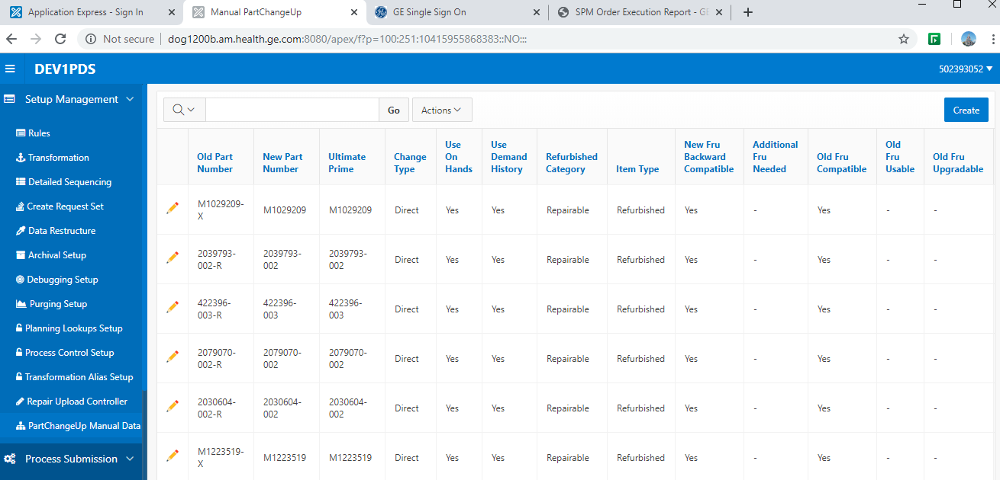 Application Express - Sign In
Manual PartChangeUp
GE Single Sign On
SPM Order Execution Report - GE
Not secure
dog1200b.am.health.ge.com:8080/apex/f?p=100:251:10415955868383::NO:::
DEV1PDS
502393052
Setup Management
Rules
Transformation
Detailed Sequencing
Create Request Set
Data Restructure
Archival Setup
Debugging Setup
Purging Setup
Planning Lookups Setup
Process Control Setup
Transformation Alias Setup
Repair Upload Controller
PartChangeUp Manual Data
Process Submission
Go
Actions
Create
Old Part
Number
New Part
Number
Ultimate
Prime
Change
Type
Use
On
Hands
Use
Demand
History
Refurbished
Category
Item Type
New Fru
Backward
Compatible
Additional
Fru
Needed
Old Fru
Compatible
Old
Fru
Usable
Old Fru
Upgradable
M1029209-
X
M1029209
M1029209
Direct
Yes
Yes
Repairable
Refurbished
Yes
-
Yes
-
-
2039793-
002-R
2039793-
002
2039793-
002
Direct
Yes
Yes
Repairable
Refurbished
Yes
-
Yes
-
-
422396-
003-R
422396-
003
422396-
003
Direct
Yes
Yes
Repairable
Refurbished
Yes
-
Yes
-
-
2079070-
002-R
2079070-
002
2079070-
002
Direct
Yes
Yes
Repairable
Refurbished
Yes
-
Yes
-
-
2030604-
002-R
2030604-
002
2030604-
002
Direct
Yes
Yes
Repairable
Refurbished
Yes
-
Yes
-
-
M1223519-
X
M1223519
M1223519
Direct
Yes
Yes
Repairable
Refurbished
Yes
-
Yes
-
-